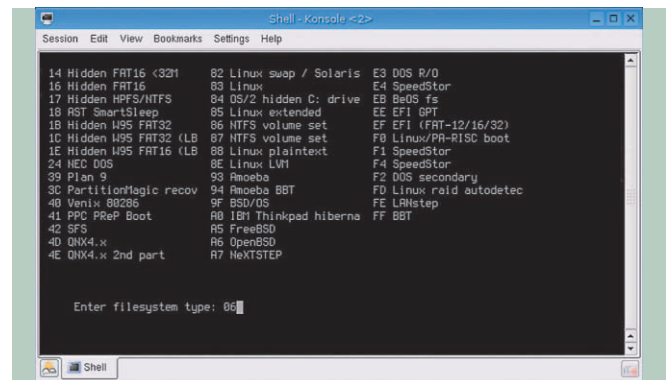 Shell - Konsole <2>
Session Edit View Bookmarks Settings Help
14 Hidden FAT16 <32M 82 Linux swap / Solaris E3 DOS R/O
16 Hidden FAT16 83 Linux E4 SpeedStor
17 Hidden HPFS/NTFS 84 OS/2 hidden C: drive EB BeOS fs
18 AST SmartSleep 85 Linux extended EE EFI GPT
1B Hidden W95 FAT32 86 NTFS volume set EF EFI (FAT-12/16/32)
1C Hidden W95 FAT32 (LB 87 NTFS volume set F0 Linux/PA-RISC boot
1E Hidden W95 FAT16 (LB 88 Linux plaintext F1 SpeedStor
24 NEC DOS 8E Linux LVM F4 SpeedStor
39 Plan 9 93 Amoeba F2 DOS secondary
3C PartitionMagic recov 94 Amoeba BBT FD Linux raid autodetec
40 Venix 80286 9F BSD/OS FE LANstep
41 PPC PReP Boot A0 IBM Thinkpad hiberna FF BBT
42 SFS A5 FreeBSD
4D QNX4.x A6 OpenBSD
4E QNX4.x 2nd part A7 NeXTSTEP
Enter filesystem type: 06
Shell